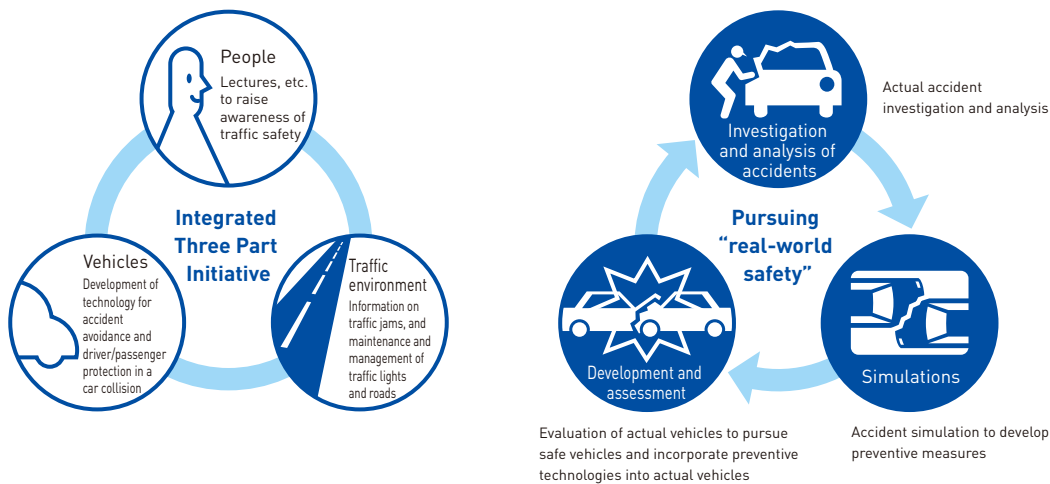 People
Lectures, etc.
to raise
awareness of
traffic safety
Integrated
Three Part
Initiative
Vehicles
Development of
technology for
accident
avoidance and
driver/passenger
protection in a
car collision
Traffic
environment
Information on
traffic jams, and
maintenance and
management of
traffic lights
and roads
Investigation
and analysis of
accidents
Actual accident
investigation and analysis
Pursuing
“real-world
safety”
Development and
assessment
Simulations
Evaluation of actual vehicles to pursue
safe vehicles and incorporate preventive
technologies into actual vehicles
Accident simulation to develop
preventive measures